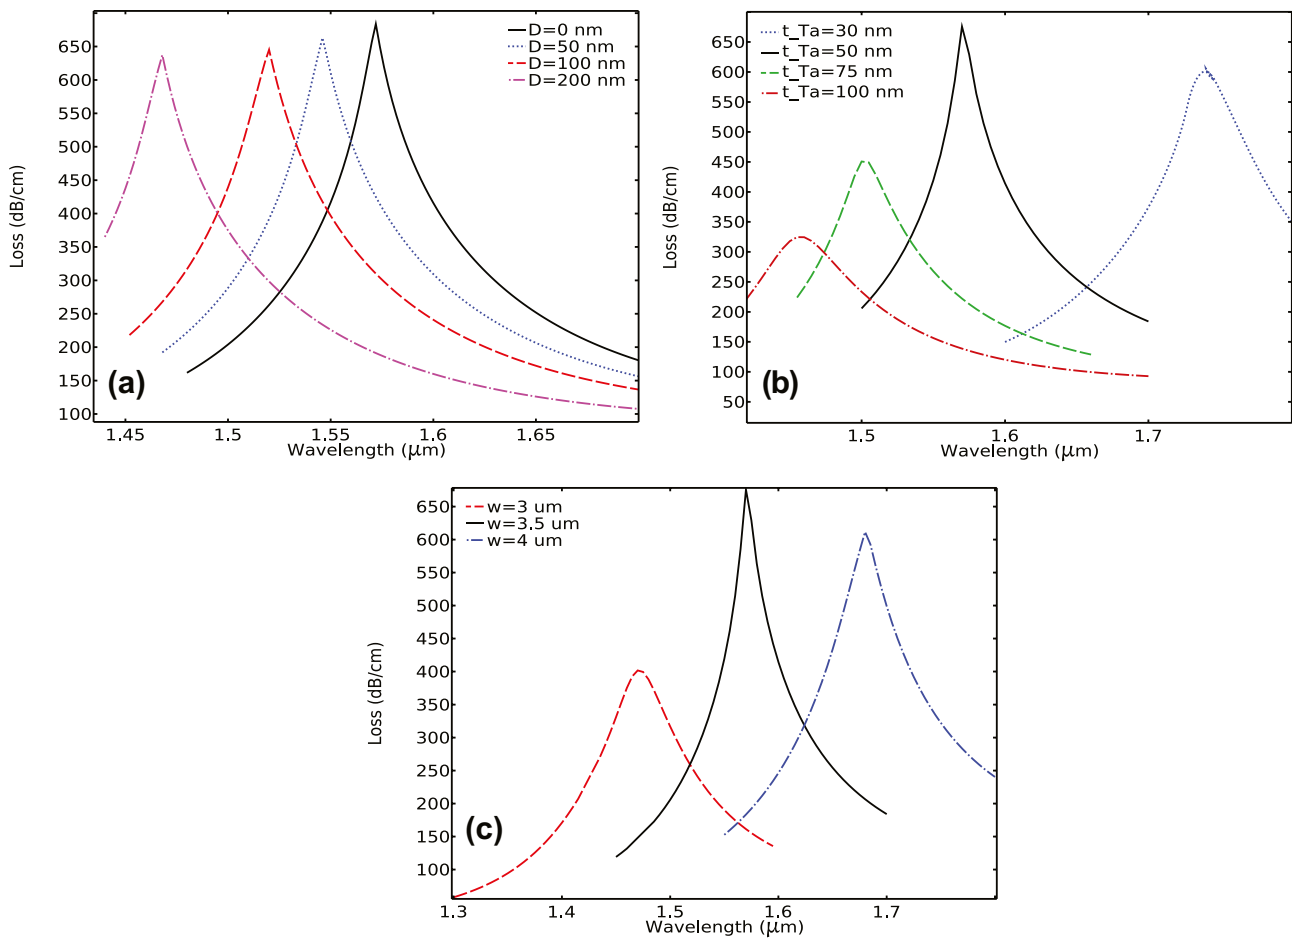 650
600
550
500
450
400
350
300
250
200
150
100
Loss (dB/cm)
D=0 nm
D=50 nm
D=100 nm
D=200 nm
(a)
1.45 1.5 1.55 1.6 1.65
Wavelength (μm)
650
600
550
500
450
400
350
300
250
200
150
100
50
Loss (dB/cm)
t_Ta=30 nm
t_Ta=50 nm
t_Ta=75 nm
t_Ta=100 nm
(b)
1.5 1.6 1.7
Wavelength (μm)
650
600
550
500
450
400
350
300
250
200
150
100
Loss (dB/cm)
w=3 um
w=3.5 um
w=4 um
(c)
1.3 1.4 1.5 1.6 1.7
Wavelength (μm)